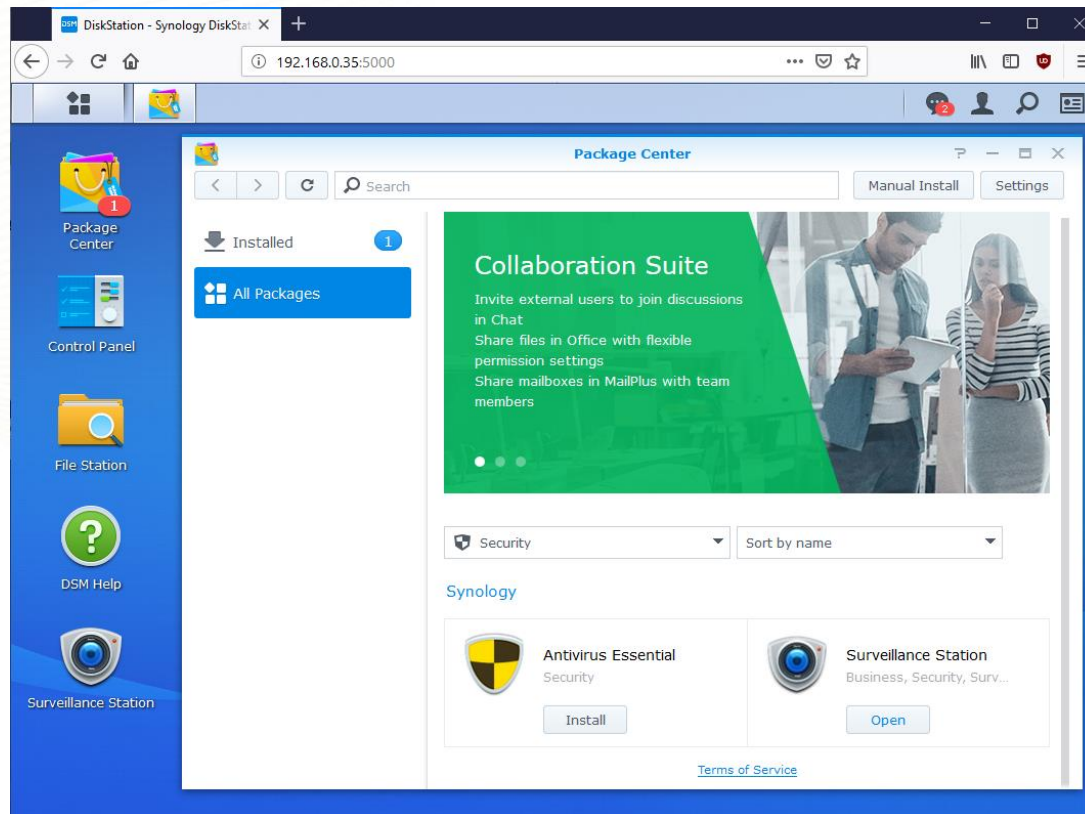 DSM DiskStation - Synology DiskStat
192.168.0.35:5000
2
Package Center
Search
Manual Install
Settings
1
Package
Center
Control Panel
File Station
DSM Help
Surveillance Station
Installed
1
All Packages
Collaboration Suite
Invite external users to join discussions
in Chat
Share files in Office with flexible
permission settings
Share mailboxes in MailPlus with team
members
Security
Sort by name
Synology
Antivirus Essential
Security
Install
Surveillance Station
Business, Security, Surv...
Open
Terms of Service